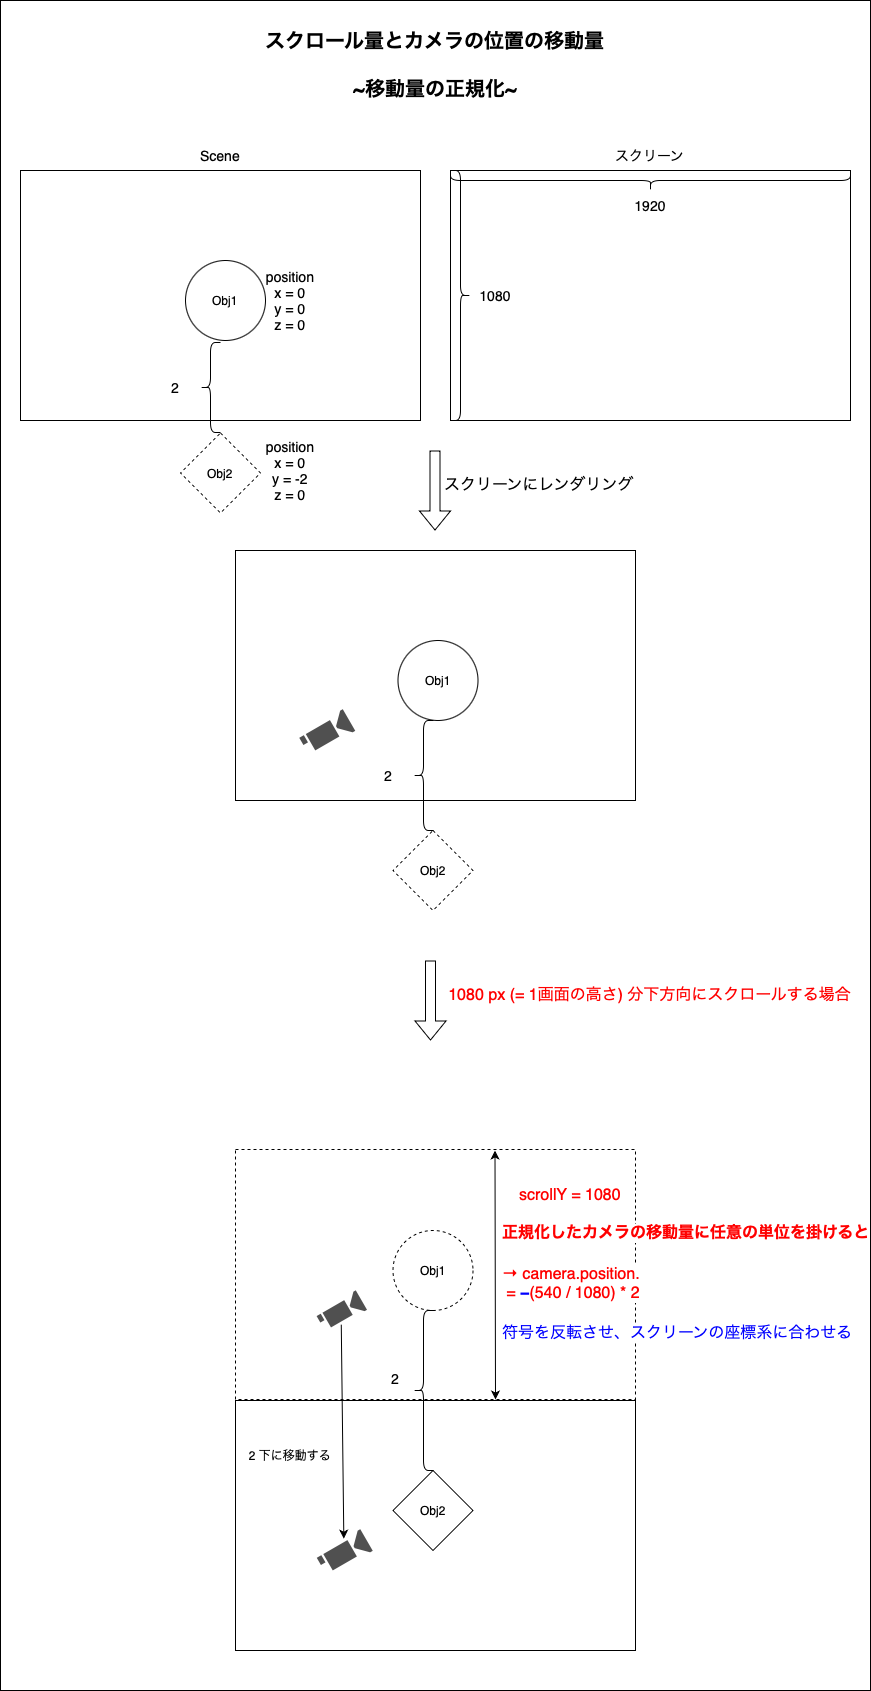 スクロール量とカメラの位置の移動量
~移動量の正規化~
Scene
スクリーン
1920
1080
Obj1
position
x = 0
y = 0
z = 0
2
Obj2
position
x = 0
y = -2
z = 0
スクリーンにレンダリング
Obj1
2
Obj2
1080 px (= 1画面の高さ) 分下方向にスクロールする場合
scrollY = 1080
正規化したカメラの移動量に任意の単位を掛けると
→ camera.position.
= −(540 / 1080) * 2
符号を反転させ、スクリーンの座標系に合わせる
Obj1
2
2 下に移動する
Obj2